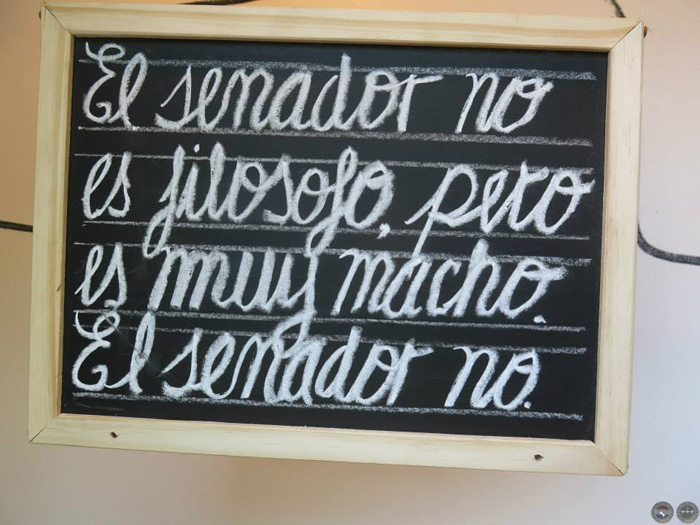 El senador no
es filosofo, pero
es muy macho.
El senador no.